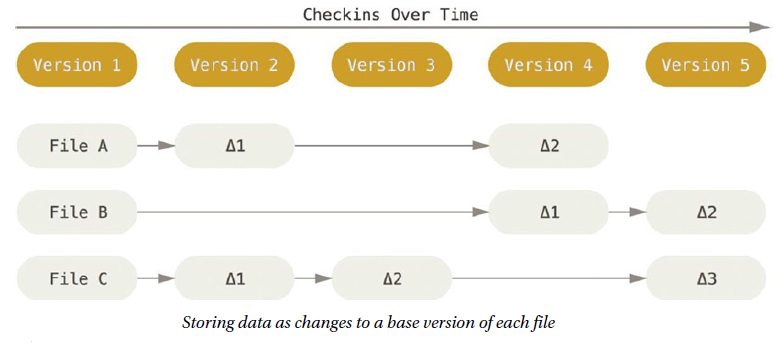 Checkins Over Time
Version 1 Version 2 Version 3 Version 4 Version 5
File A Δ1 Δ2
File B Δ1 Δ2
File C Δ1 Δ2 Δ3
Storing data as changes to a base version of each file